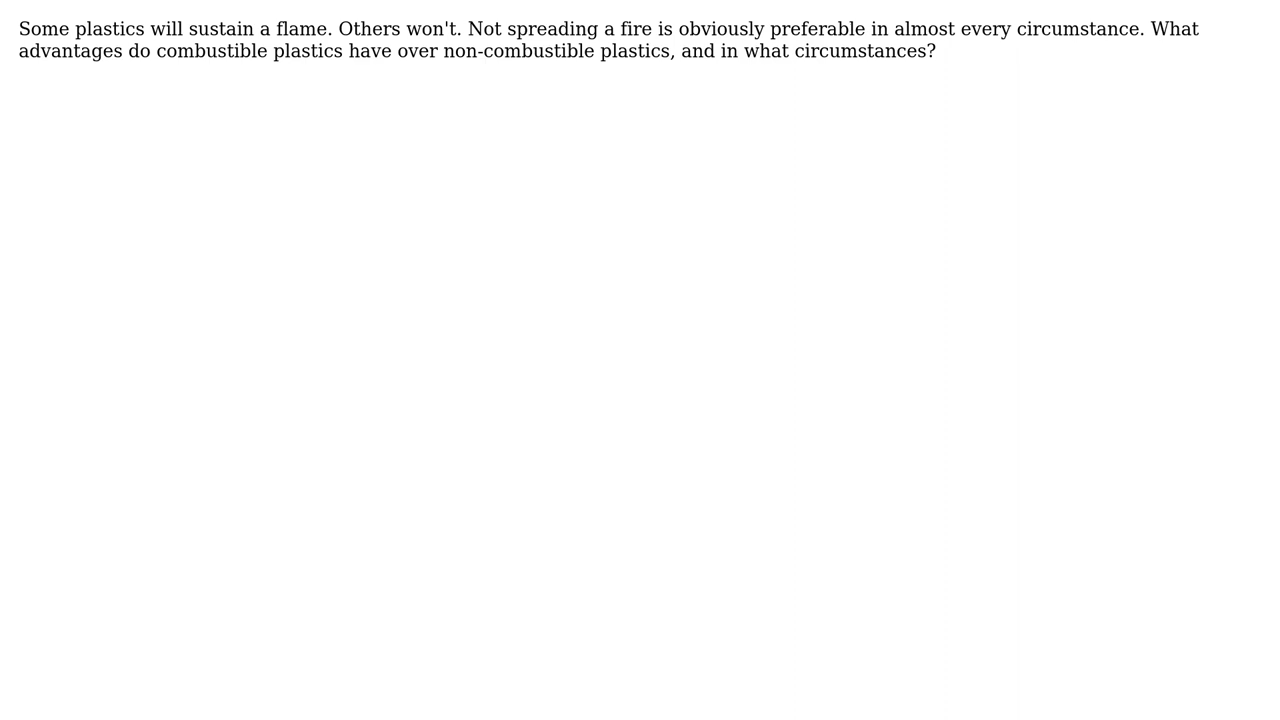 Some plastics will sustain a flame. Others won't. Not spreading a fire is obviously preferable in almost every circumstance. What
advantages do combustible plastics have over non-combustible plastics, and in what circumstances?